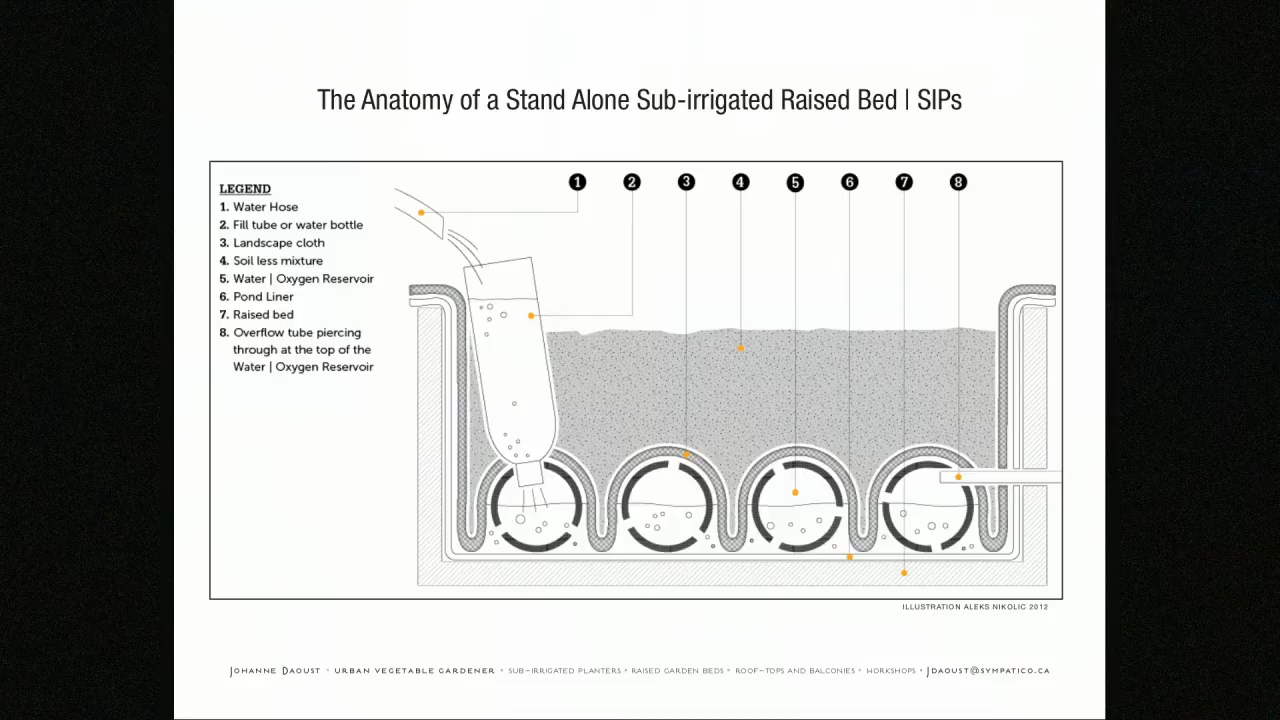 The Anatomy of a Stand Alone Sub-irrigated Raised Bed | SIPs
LEGEND
1. Water Hose
2. Fill tube or water bottle
3. Landscape cloth
4. Soil less mixture
5. Water | Oxygen Reservoir
6. Pond Liner
7. Raised bed
8. Overflow tube piercing
through at the top of the
Water | Oxygen Reservoir
1 2 3 4 5 6 7 8
ILLUSTRATION ALEKS NIKOLIC 2012
JOHANNE DAOUST • URBAN VEGETABLE GARDENER • SUB-IRRIGATED PLANTERS • RAISED GARDEN BEDS • ROOF-TOPS AND BALCONIES • WORKSHOPS • JDAOUST@SYMPATICO.CA